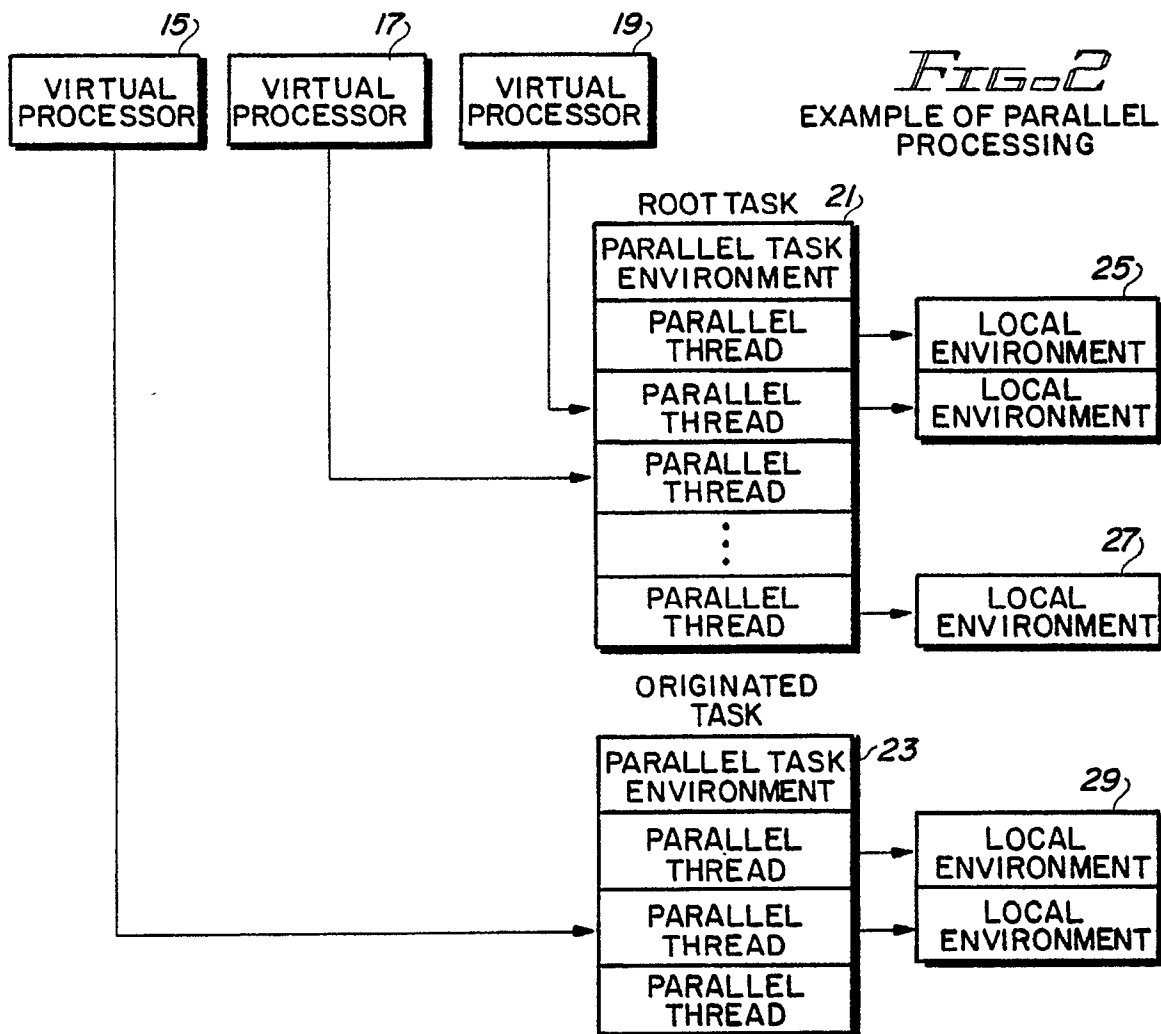 15
17
19
VIRTUAL
PROCESSOR
VIRTUAL
PROCESSOR
VIRTUAL
PROCESSOR
FIG. 2
EXAMPLE OF PARALLEL
PROCESSING
ROOT TASK
21
PARALLEL TASK
ENVIRONMENT
PARALLEL
THREAD
PARALLEL
THREAD
PARALLEL
THREAD
PARALLEL
THREAD
25
LOCAL
ENVIRONMENT
LOCAL
ENVIRONMENT
27
LOCAL
ENVIRONMENT
ORIGINATED
TASK
23
PARALLEL TASK
ENVIRONMENT
PARALLEL
THREAD
PARALLEL
THREAD
PARALLEL
THREAD
29
LOCAL
ENVIRONMENT
LOCAL
ENVIRONMENT